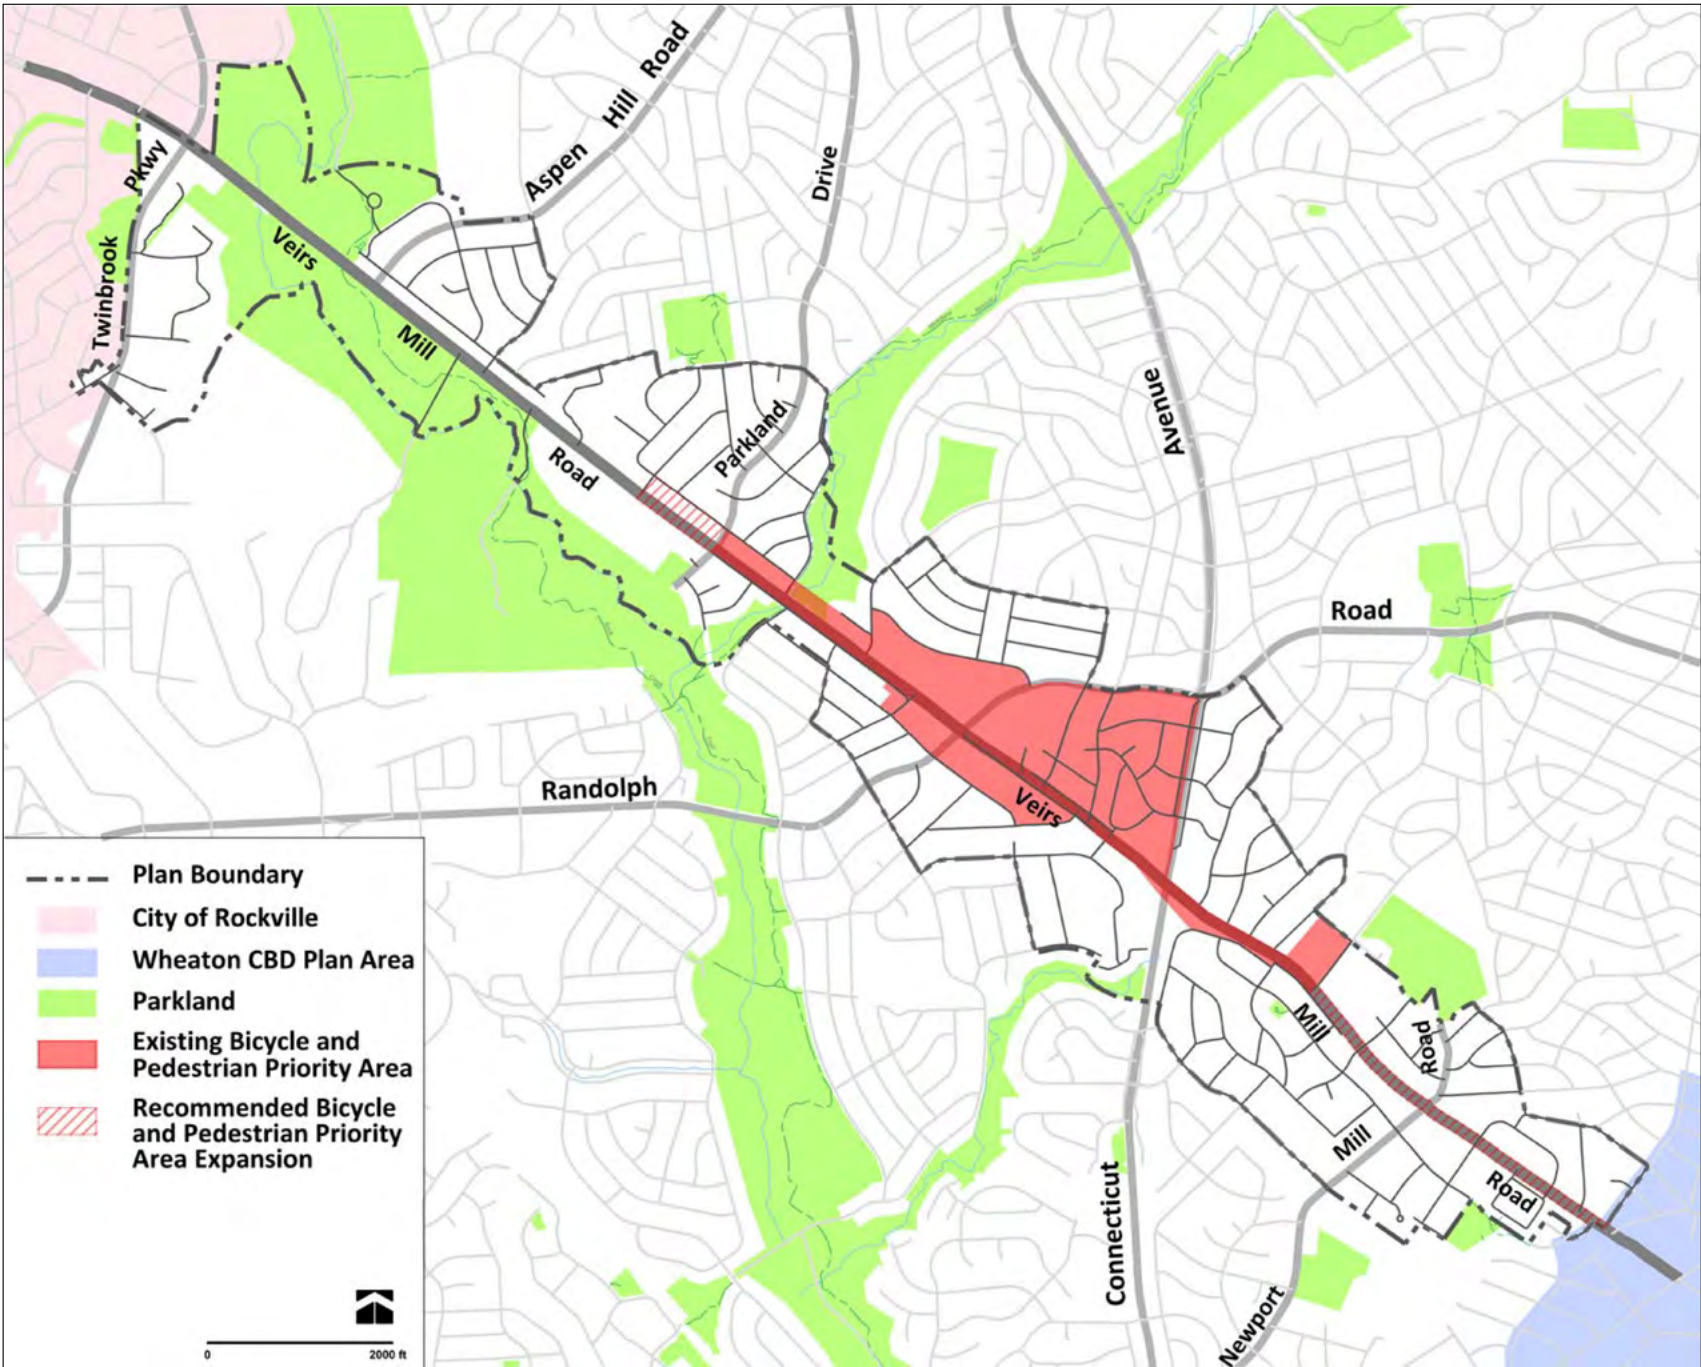 Aspen Hill Road
Drive
Pkwy
Twinbrook
Veirs
Mill
Road
Parkland
Avenue
Road
Randolph
Veirs
Mill
Road
Mill
Road
Connecticut
Newport
Plan Boundary
City of Rockville
Wheaton CBD Plan Area
Parkland
Existing Bicycle and
Pedestrian Priority Area
Recommended Bicycle
and Pedestrian Priority
Area Expansion
0 2000 ft